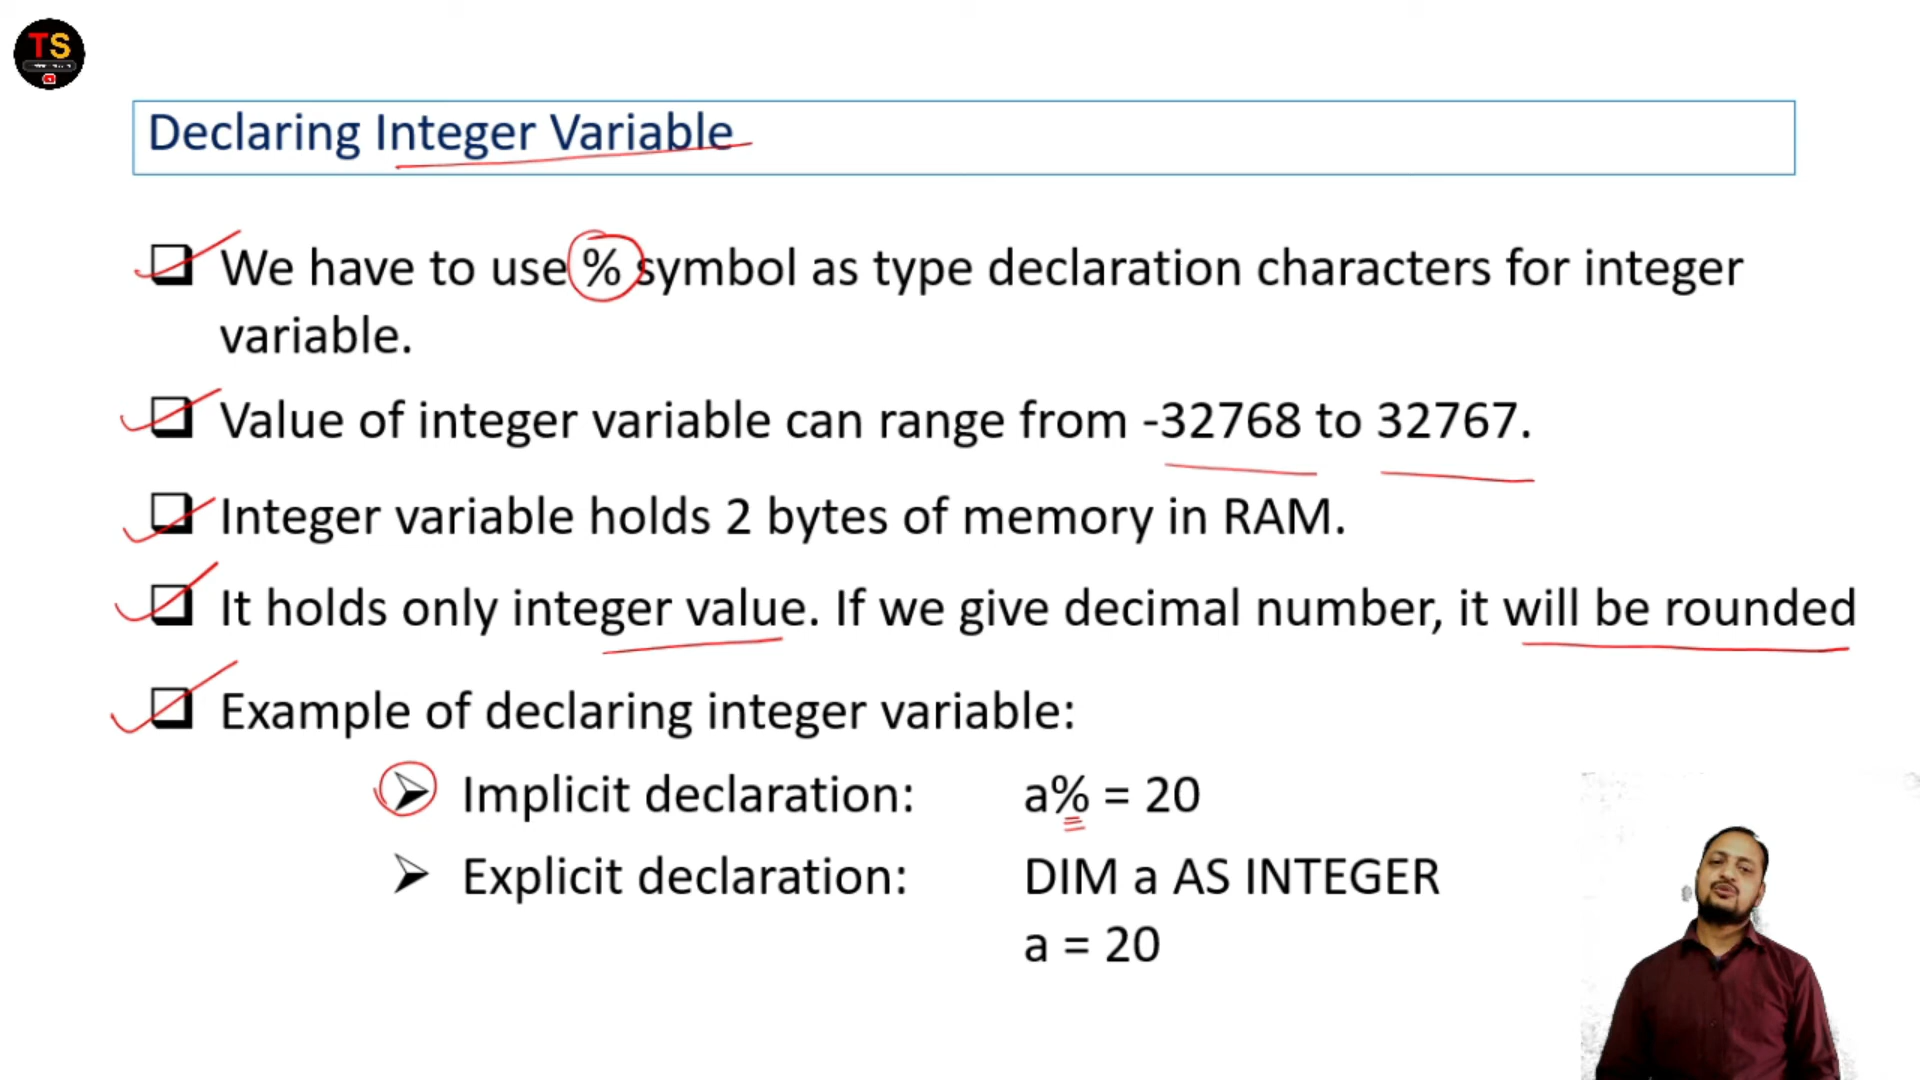 TS
Declaring Integer Variable
We have to use % symbol as type declaration characters for integer
variable.
Value of integer variable can range from -32768 to 32767.
Integer variable holds 2 bytes of memory in RAM.
It holds only integer value. If we give decimal number, it will be rounded
Example of declaring integer variable:
Implicit declaration: a% = 20
Explicit declaration: DIM a AS INTEGER
a = 20